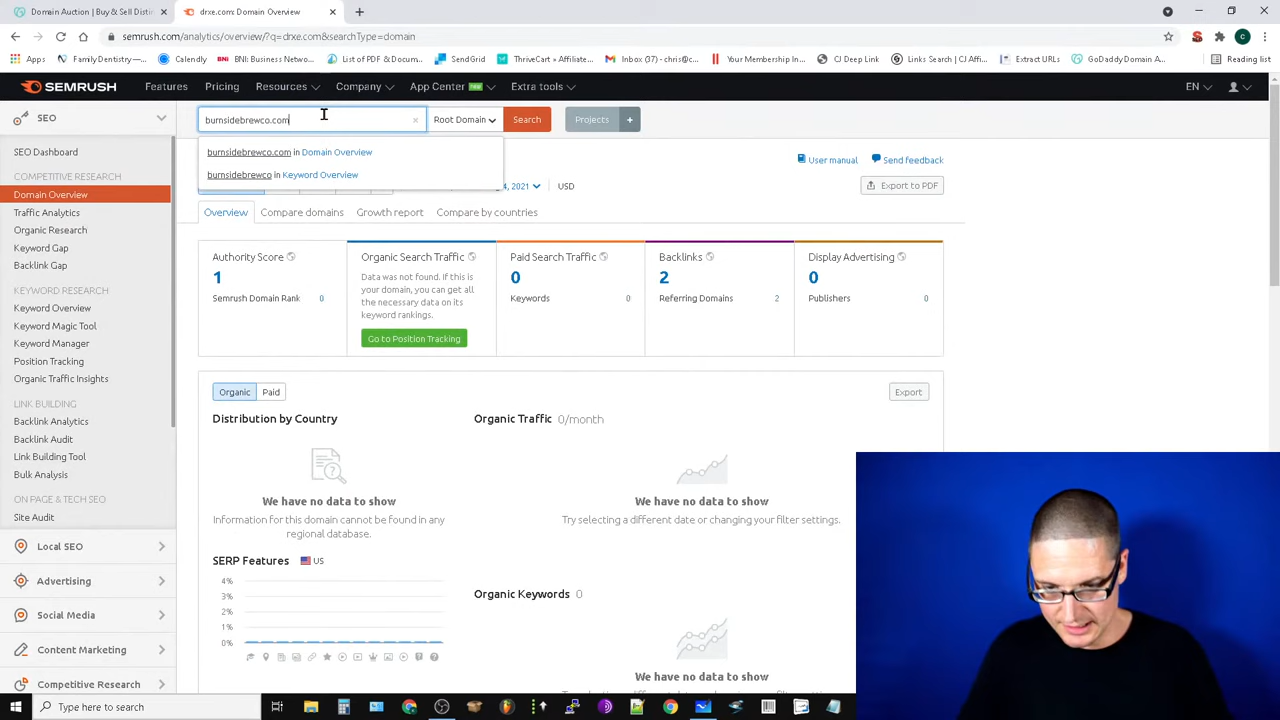 Domain Auction | Buy & Sell Disti
drxe.com: Domain Overview
semrush.com/analytics/overview/?q=drxe.com&searchType=domain
Apps
Family Dentistry—...
Calendly
BNI: Business Netwo...
List of PDF & Docum...
SendGrid
ThriveCart » Affiliate...
Inbox (37) - chris@c...
Your Membership In...
CJ Deep Link
Links Search | CJ Affi...
Extract URLs
GoDaddy Domain A...
Reading list
SEMRUSH
Features
Pricing
Resources
Company
App Center new
Extra tools
EN
SEO
burnsidebrewco.com
Root Domain
Search
Projects
+
burnsidebrewco.com in Domain Overview
burnsidebrewco in Keyword Overview
SEO Dashboard
COMPETITIVE RESEARCH
Domain Overview
Traffic Analytics
Organic Research
Keyword Gap
Backlink Gap
KEYWORD RESEARCH
Keyword Overview
Keyword Magic Tool
Keyword Manager
Position Tracking
Organic Traffic Insights
LINK BUILDING
Backlink Analytics
Backlink Audit
Link Building Tool
Bulk Analysis
ON PAGE & TECH SEO
Site Audit
Local SEO
Advertising
Social Media
Content Marketing
Competitive Research
User manual
Send feedback
4, 2021
USD
Export to PDF
Overview
Compare domains
Growth report
Compare by countries
Authority Score
1
Semrush Domain Rank 0
Organic Search Traffic
Data was not found. If this is
your domain, you can get all
the necessary data on its
keyword rankings.
Go to Position Tracking
Paid Search Traffic
0
Keywords 0
Backlinks
2
Referring Domains 2
Display Advertising
0
Publishers 0
Organic
Paid
Export
Distribution by Country
Organic Traffic 0/month
We have no data to show
Information for this domain cannot be found in any
regional database.
We have no data to show
Try selecting a different date or changing your filter settings.
SERP Features
US
4%
3%
2%
1%
0%
Organic Keywords 0
We have no data to show
Type here to search